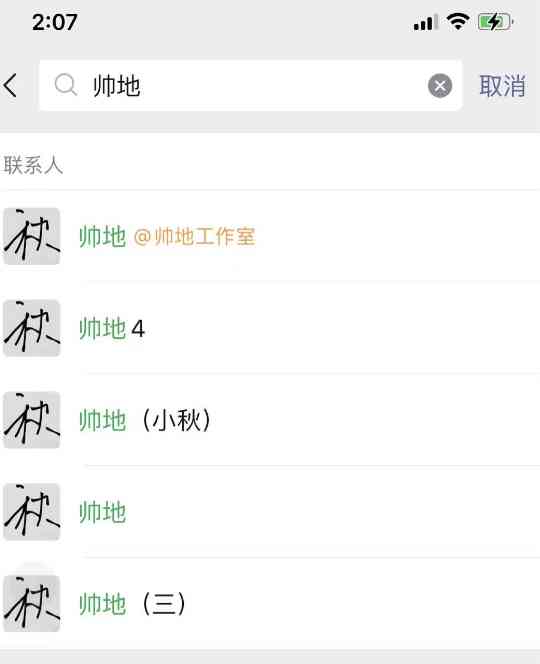 2:07
帅地
取消
联系人
秋 帅地 @帅地工作室
秋 帅地 4
秋 帅地（小秋）
秋 帅地
秋 帅地（三）